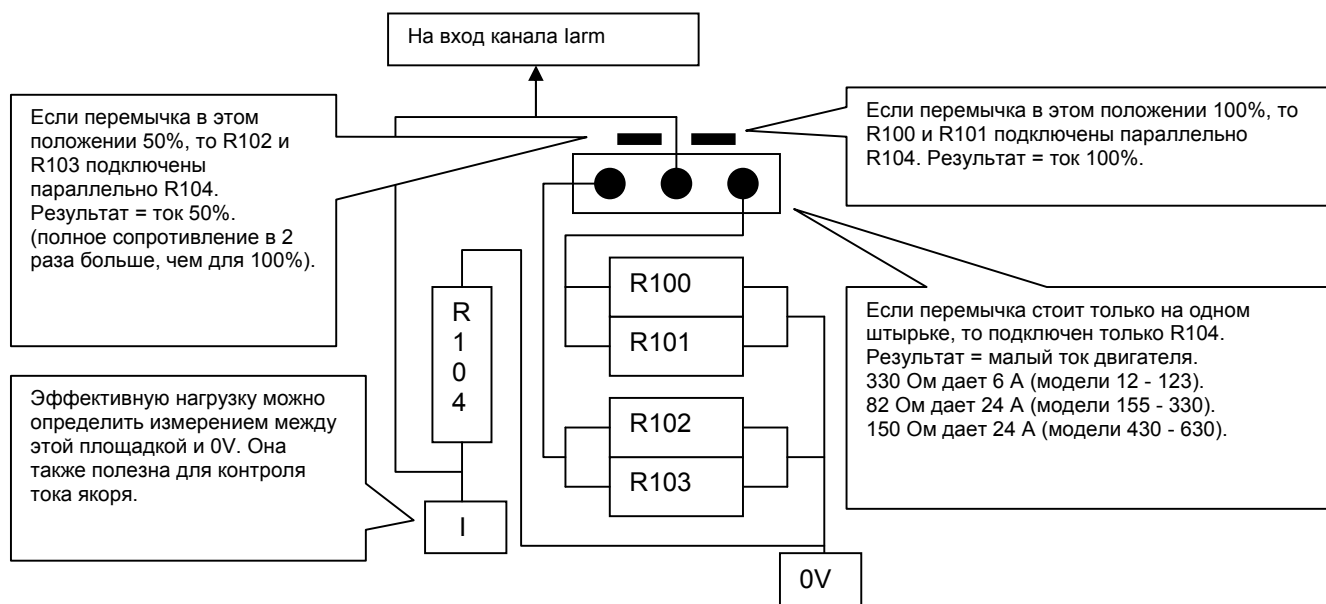 На вход канала Iarm
Если перемычка в этом
положении 50%, то R102 и
R103 подключены
параллельно R104.
Результат = ток 50%.
(полное сопротивление в 2
раза больше, чем для 100%).
Если перемычка в этом положении 100%, то
R100 и R101 подключены параллельно
R104. Результат = ток 100%.
R
1
0
4
R100
R101
R102
R103
Если перемычка стоит только на одном
штырьке, то подключен только R104.
Результат = малый ток двигателя.
330 Ом дает 6 А (модели 12 - 123).
82 Ом дает 24 А (модели 155 - 330).
150 Ом дает 24 А (модели 430 - 630).
Эффективную нагрузку можно
определить измерением между
этой площадкой и 0V. Она
также полезна для контроля
тока якоря.
I
0V